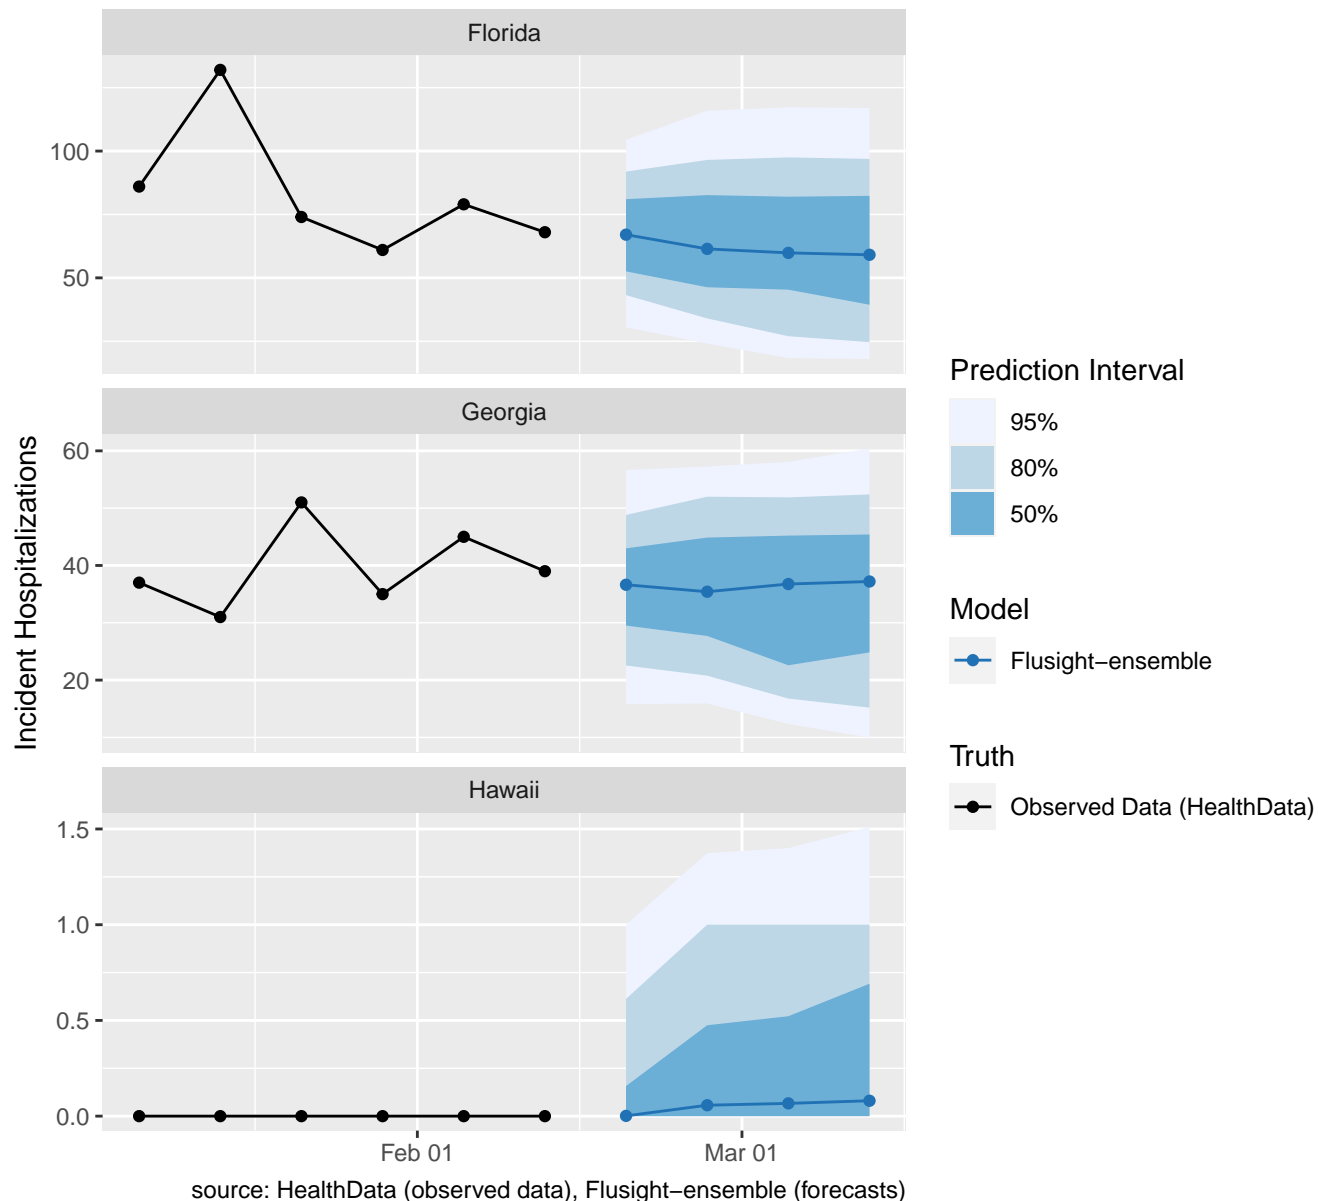 Florida
100
50
Georgia
60
40
20
Incident Hospitalizations
Hawaii
1.5
1.0
0.5
0.0
Feb 01
Mar 01
source: HealthData (observed data), Flusight−ensemble (forecasts)
Prediction Interval
95%
80%
50%
Model
Flusight−ensemble
Truth
Observed Data (HealthData)